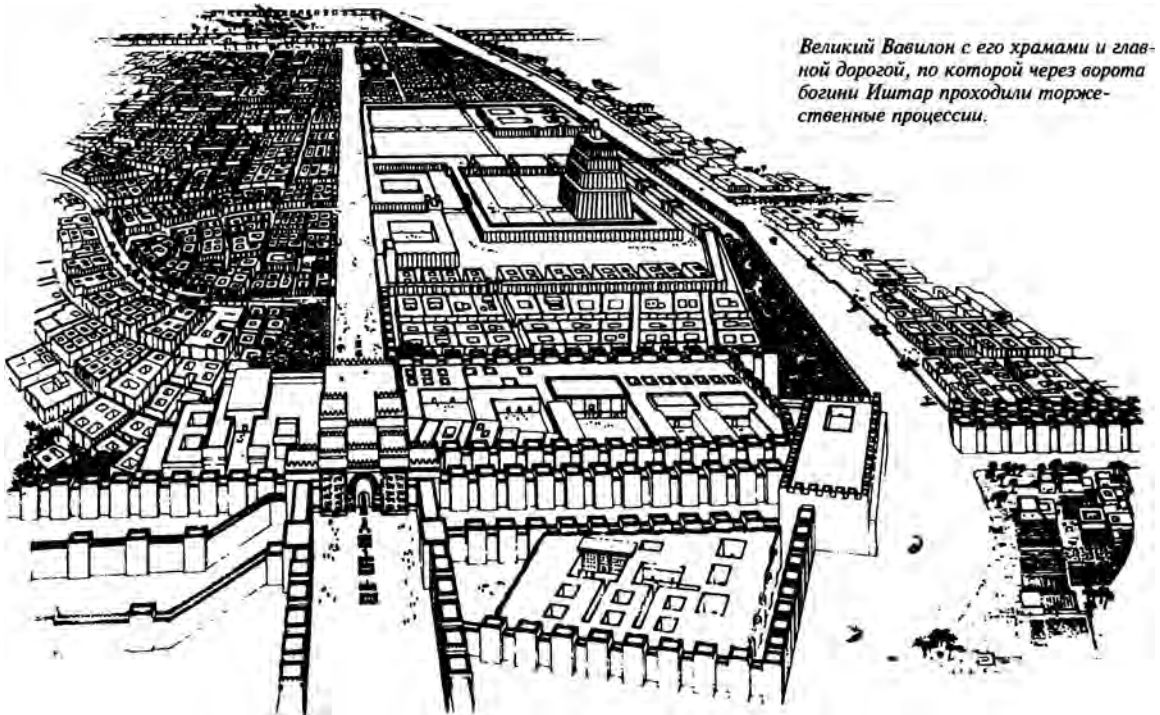 Великий Вавилон с его храмами и глав-
ной дорогой, по которой через ворота
богини Иштар проходили торже-
ственные процессии.